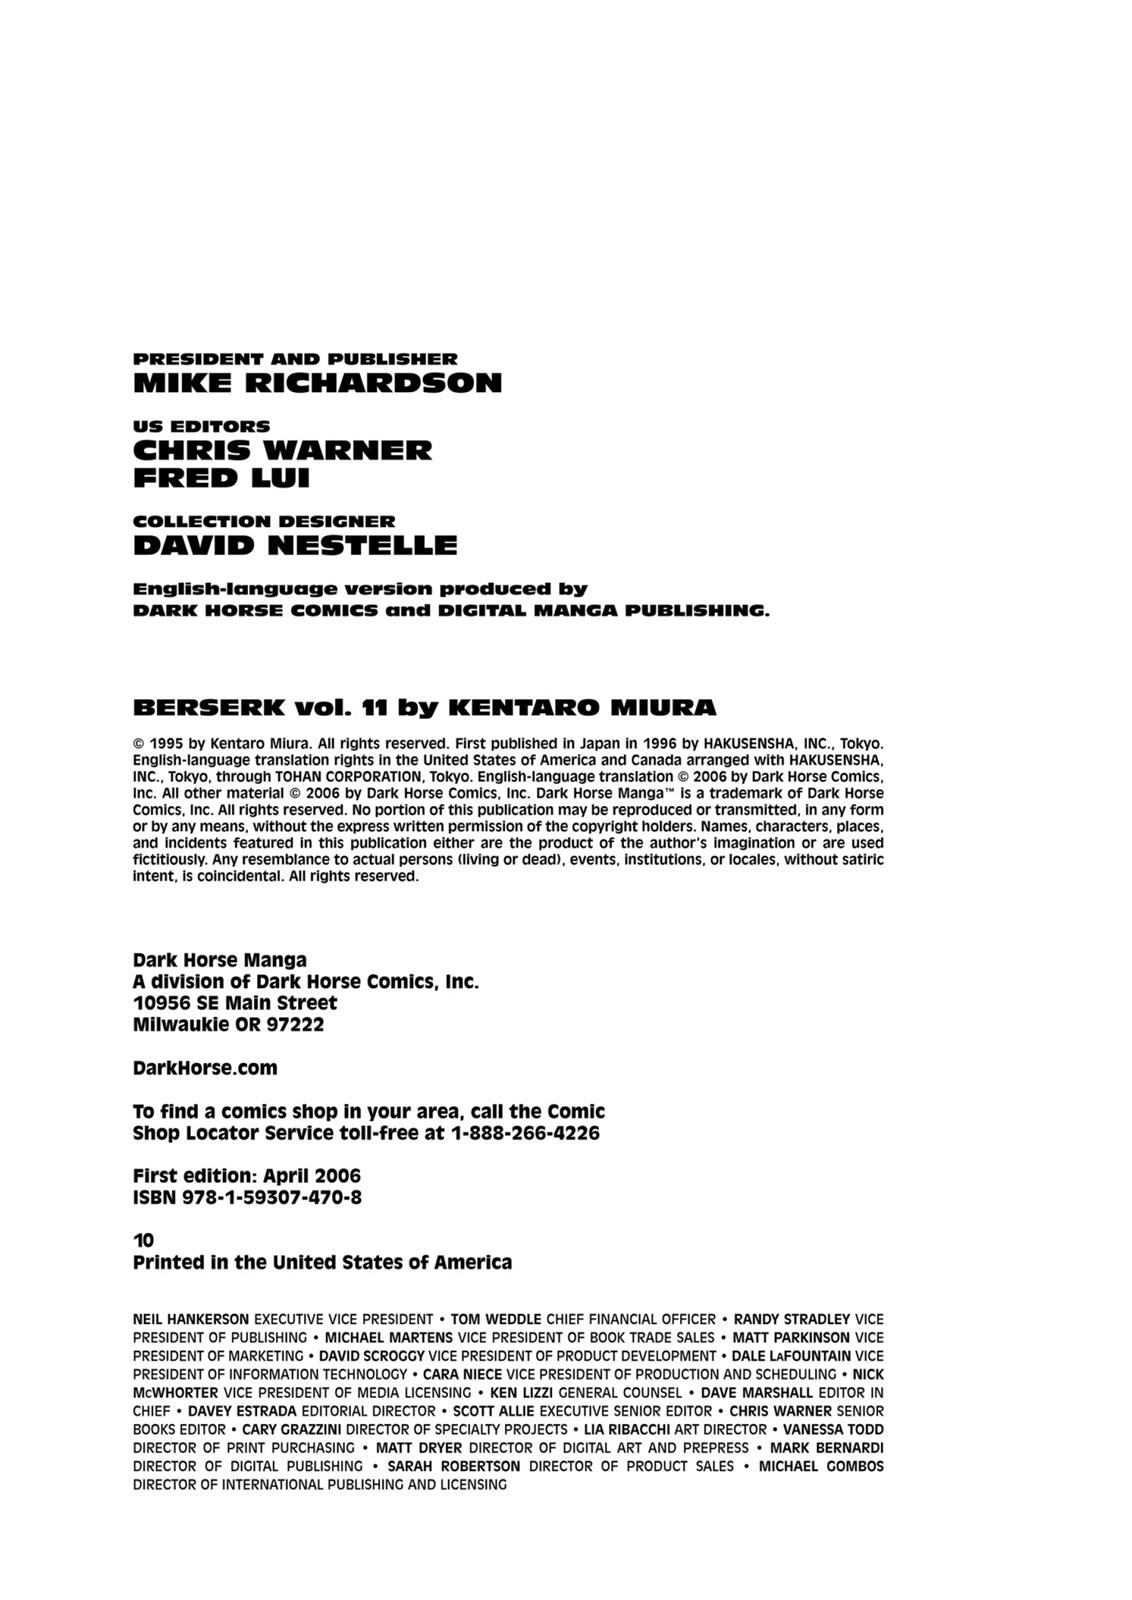 PRESIDENT AND PUBLISHER
MIKE RICHARDSON
US EDITORS
CHRIS WARNER
FRED LUI
COLLECTION DESIGNER
DAVID NESTELLE
English-language version produced by
DARK HORSE COMICS and DIGITAL MANGA PUBLISHING.
BERSERK vol. 11 by KENTARO MIURA
© 1995 by Kentaro Miura. All rights reserved. First published in Japan in 1996 by HAKUSENSHA, INC., Tokyo.
English-language translation rights in the United States of America and Canada arranged with HAKUSENSHA,
INC., Tokyo, through TOHAN CORPORATION, Tokyo. English-language translation © 2006 by Dark Horse Comics,
Inc. All other material © 2006 by Dark Horse Comics, Inc. Dark Horse Manga™ is a trademark of Dark Horse
Comics, Inc. All rights reserved. No portion of this publication may be reproduced or transmitted, in any form
or by any means, without the express written permission of the copyright holders. Names, characters, places,
and incidents featured in this publication either are the product of the author's imagination or are used
fictitiously. Any resemblance to actual persons (living or dead), events, institutions, or locales, without satiric
intent, is coincidental. All rights reserved.
Dark Horse Manga
A division of Dark Horse Comics, Inc.
10956 SE Main Street
Milwaukie OR 97222
DarkHorse.com
To find a comics shop in your area, call the Comic
Shop Locator Service toll-free at 1-888-266-4226
First edition: April 2006
ISBN 978-1-59307-470-8
10
Printed in the United States of America
NEIL HANKERSON EXECUTIVE VICE PRESIDENT • TOM WEDDLE CHIEF FINANCIAL OFFICER • RANDY STRADLEY VICE
PRESIDENT OF PUBLISHING • MICHAEL MARTENS VICE PRESIDENT OF BOOK TRADE SALES • MATT PARKINSON VICE
PRESIDENT OF MARKETING • DAVID SCROGGY VICE PRESIDENT OF PRODUCT DEVELOPMENT • DALE LAFOUNTAIN VICE
PRESIDENT OF INFORMATION TECHNOLOGY • CARA NIECE VICE PRESIDENT OF PRODUCTION AND SCHEDULING • NICK
McWHORTER VICE PRESIDENT OF MEDIA LICENSING • KEN LIZZI GENERAL COUNSEL • DAVE MARSHALL EDITOR IN
CHIEF • DAVEY ESTRADA EDITORIAL DIRECTOR • SCOTT ALLIE EXECUTIVE SENIOR EDITOR • CHRIS WARNER SENIOR
BOOKS EDITOR • CARY GRAZZINI DIRECTOR OF SPECIALTY PROJECTS • LIA RIBACCHI ART DIRECTOR • VANESSA TODD
DIRECTOR OF PRINT PURCHASING • MATT DRYER DIRECTOR OF DIGITAL ART AND PREPRESS • MARK BERNARDI
DIRECTOR OF DIGITAL PUBLISHING • SARAH ROBERTSON DIRECTOR OF PRODUCT SALES • MICHAEL GOMBOS
DIRECTOR OF INTERNATIONAL PUBLISHING AND LICENSING